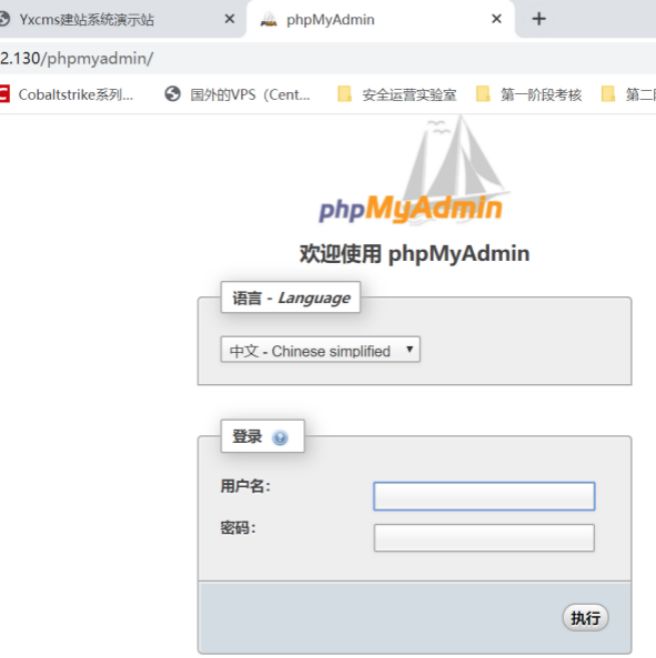 Yxcms建站系统演示站
phpMyAdmin
2.130/phpmyadmin/
Cobaltstrike系列... 国外的VPS（Cent... 安全运营实验室 第一阶段考核 第二
phpMyAdmin
欢迎使用 phpMyAdmin
语言 - Language
中文 - Chinese simplified
登录
用户名：
密码：
执行